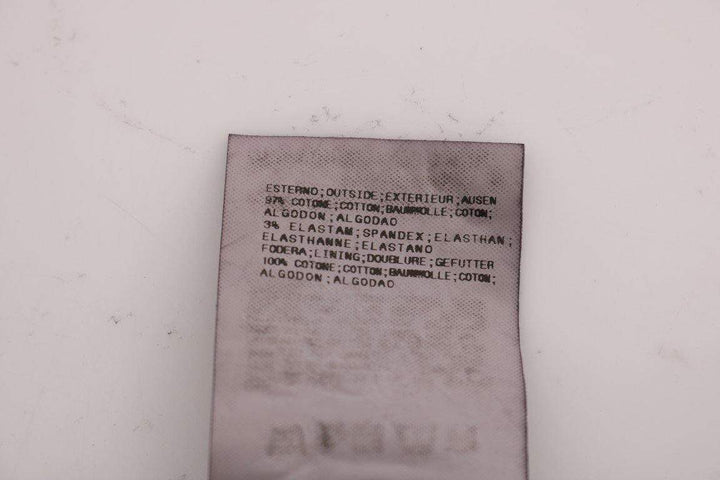 ESTERNO;OUTSIDE;EXTERIEUR;AUSEN
97% COTONE;COTTON;BAUMWOLLE;COTON;
ALGODON;ALGODAO
3% ELASTAM;SPANDEX;ELASTHAN;
ELASTHANNE;ELASTANO
FODERA;LINING;DOUBLURE;GEFUTTER
100% COTONE;COTTON;BAUMWOLLE;COTON;
ALGODON;ALGODAO